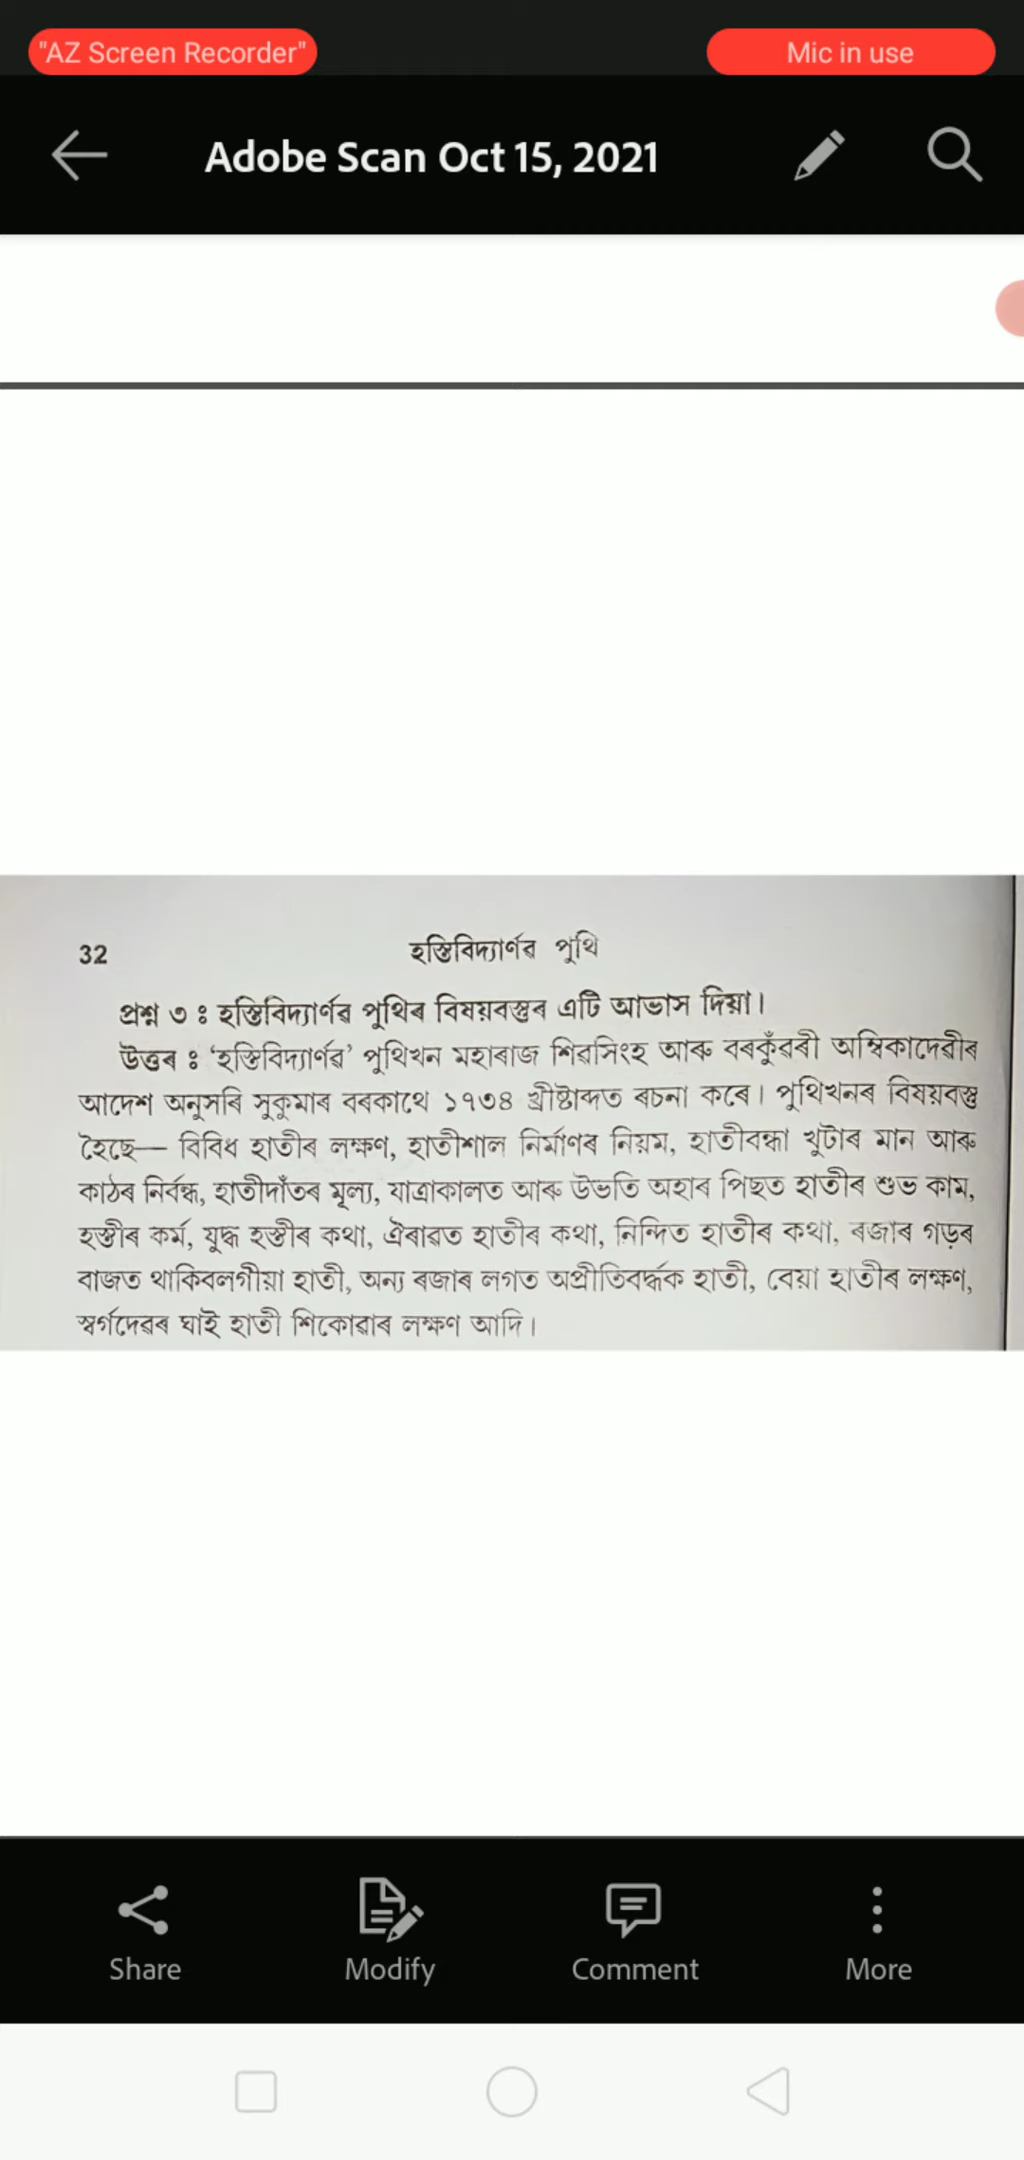 "AZ Screen Recorder"
Mic in use
Adobe Scan Oct 15, 2021
32
হস্তিবিদ্যাৰ্ণৱ পুথি
প্ৰশ্ন ৩ ঃ হস্তিবিদ্যাৰ্ণৱ পুথিৰ বিষয়বস্তুৰ এটি আভাস দিয়া।
উত্তৰ ঃ ‘হস্তিবিদ্যাৰ্ণৱ’ পুথিখন মহাৰাজ শিৱসিংহ আৰু বৰকুঁৱৰী অম্বিকাদেৱীৰ
আদেশ অনুসৰি সুকুমাৰ বৰকাথে ১৭৩৪ খ্ৰীষ্টাব্দত ৰচনা কৰে। পুথিখনৰ বিষয়বস্তু
হৈছে— বিবিধ হাতীৰ লক্ষণ, হাতীশাল নিৰ্মাণৰ নিয়ম, হাতীবন্ধা খুটাৰ মান আৰু
কাঠৰ নিৰ্বন্ধ, হাতীদাঁতৰ মূল্য, যাত্ৰাকালত আৰু উভতি অহাৰ পিছত হাতীৰ শুভ কাম,
হস্তীৰ কৰ্ম, যুদ্ধ হস্তীৰ কথা, ঐৰাৱত হাতীৰ কথা, নিন্দিত হাতীৰ কথা, ৰজাৰ গড়ৰ
বাজত থাকিবলগীয়া হাতী, অন্য ৰজাৰ লগত অপ্ৰীতিবৰ্দ্ধক হাতী, বেয়া হাতীৰ লক্ষণ,
স্বৰ্গদেৱৰ ঘাই হাতী শিকোৱাৰ লক্ষণ আদি।
Share
Modify
Comment
More